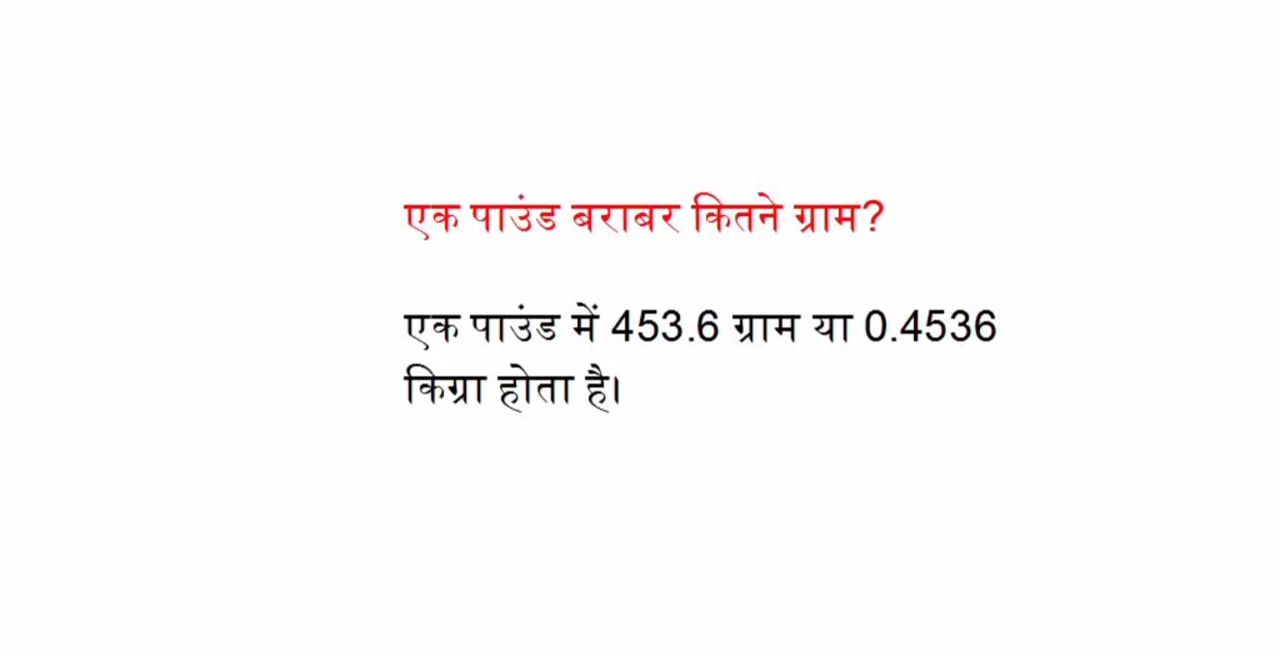 एक पाउंड बराबर कितने ग्राम?
एक पाउंड में 453.6 ग्राम या 0.4536
किग्रा होता है।